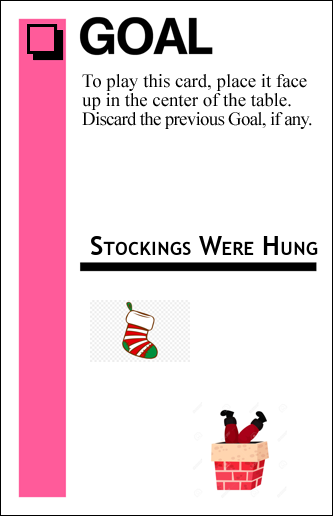 GOAL
To play this card, place it face
up in the center of the table.
Discard the previous Goal, if any.
Stockings Were Hung